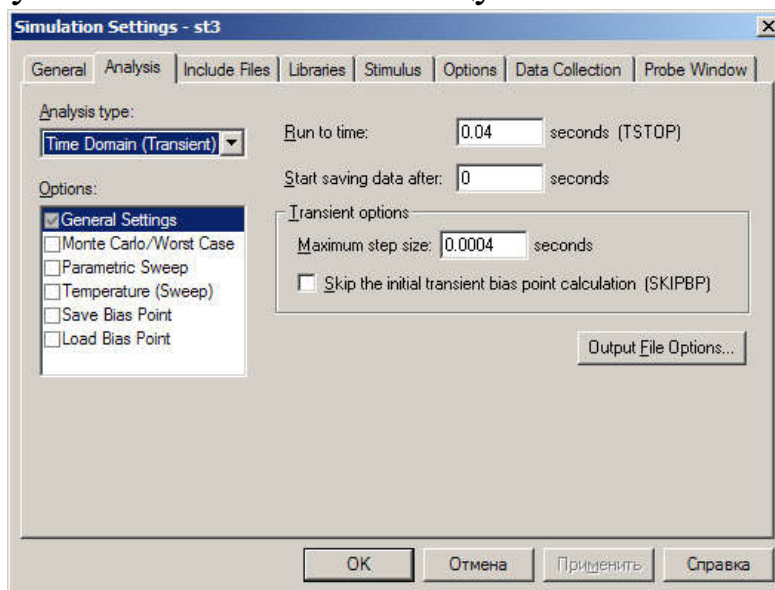 Simulation Settings - st3
General Analysis Include Files Libraries Stimulus Options Data Collection Probe Window
Analysis type:
Time Domain (Transient)
Options:
General Settings
Monte Carlo/Worst Case
Parametric Sweep
Temperature (Sweep)
Save Bias Point
Load Bias Point
Run to time: 0.04 seconds (TSTOP)
Start saving data after: 0 seconds
Transient options
Maximum step size: 0.0004 seconds
Skip the initial transient bias point calculation (SKIPBP)
Output File Options...
OK Отмена Применить Справка